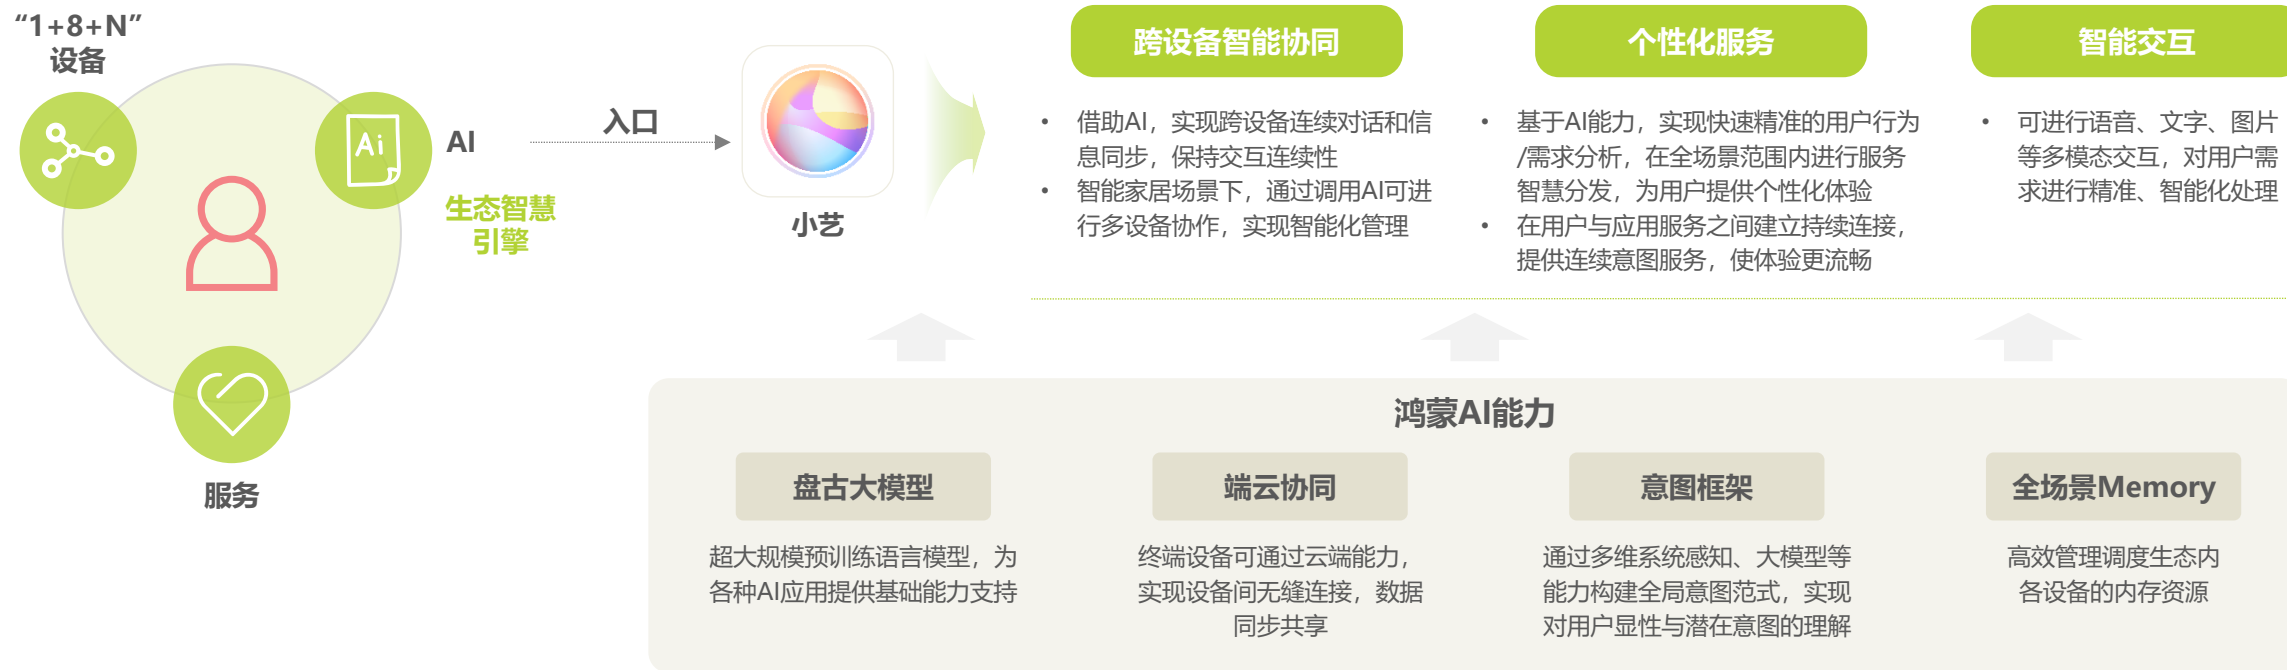 “1+8+N”
设备
Ai
AI
生态智慧
引擎
服务
入口
小艺
跨设备智能协同
• 借助AI，实现跨设备连续对话和信
息同步，保持交互连续性
• 智能家居场景下，通过调用AI可进
行多设备协作，实现智能化管理
个性化服务
• 基于AI能力，实现快速精准的用户行为
/需求分析，在全场景范围内进行服务
智慧分发，为用户提供个性化体验
• 在用户与应用服务之间建立持续连接，
提供连续意图服务，使体验更流畅
智能交互
• 可进行语音、文字、图片
等多模态交互，对用户需
求进行精准、智能化处理
鸿蒙AI能力
盘古大模型
超大规模预训练语言模型，为
各种AI应用提供基础能力支持
端云协同
终端设备可通过云端能力，
实现设备间无缝连接，数据
同步共享
意图框架
通过多维系统感知、大模型等
能力构建全局意图范式，实现
对用户显性与潜在意图的理解
全场景Memory
高效管理调度生态内
各设备的内存资源